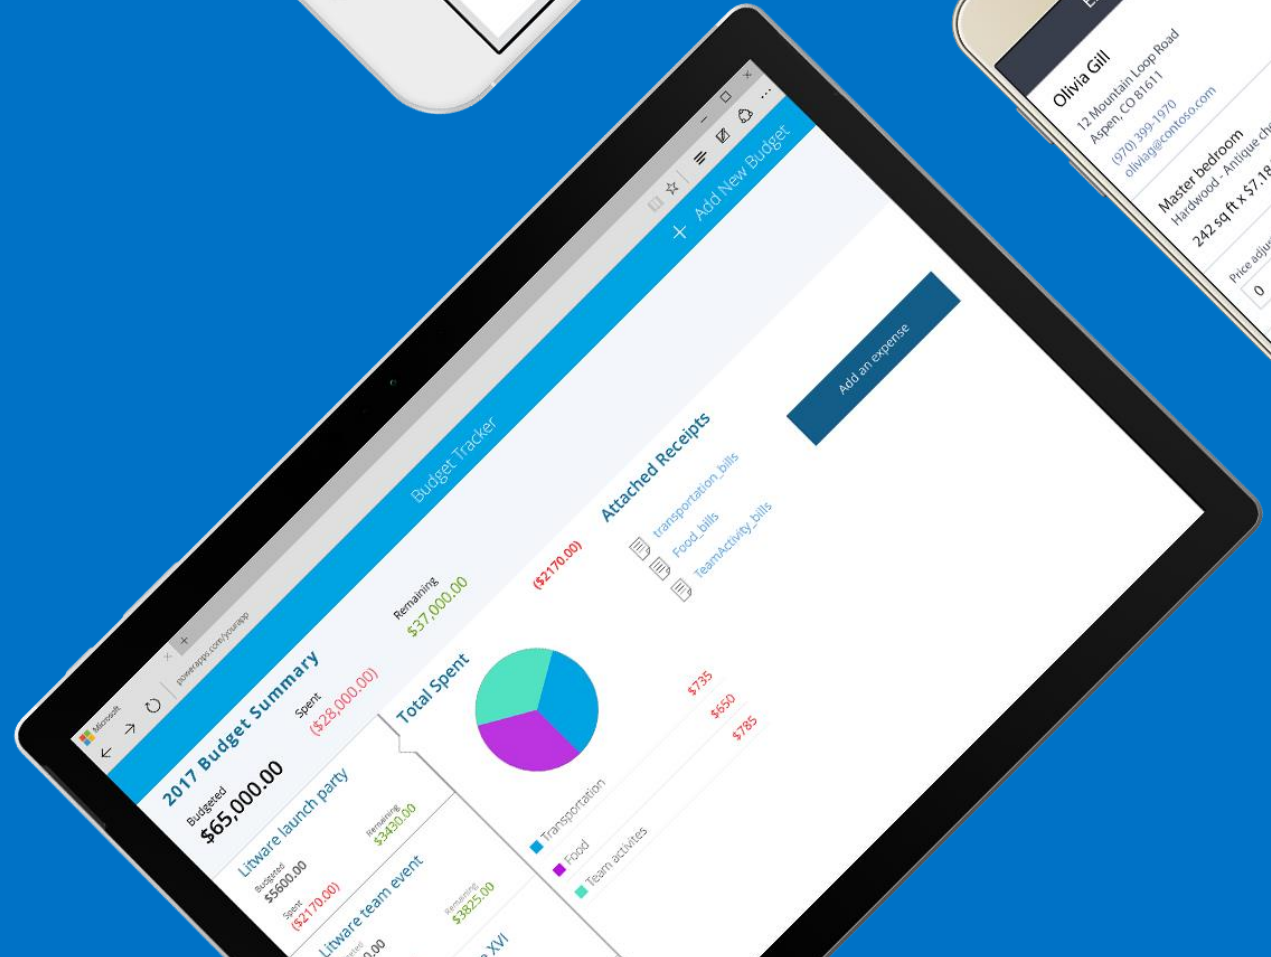 Microsoft
powerapps.com/yourapp
Budget Tracker
Add New Budget
2017 Budget Summary
Budgeted
$65,000.00
Spent
($28,000.00)
Remaining
$37,000.00
Litware launch party
Budgeted
$5600.00
Remaining
$3430.00
Spent
($2170.00)
Litware team event
Remaining
$3825.00
XVI
Total Spent
($2170.00)
Transportation
$735
Food
$650
Team activites
$785
Attached Receipts
transportation_bills
Food_bills
TeamActivity_bills
Add an expense
Olivia Gill
12 Mountain Loop Road
Aspen, CO 81611
(970) 399-1970
oliviag@contoso.com
Master bedroom
Hardwood - Antique
242 sq ft x $7.18
Price
0